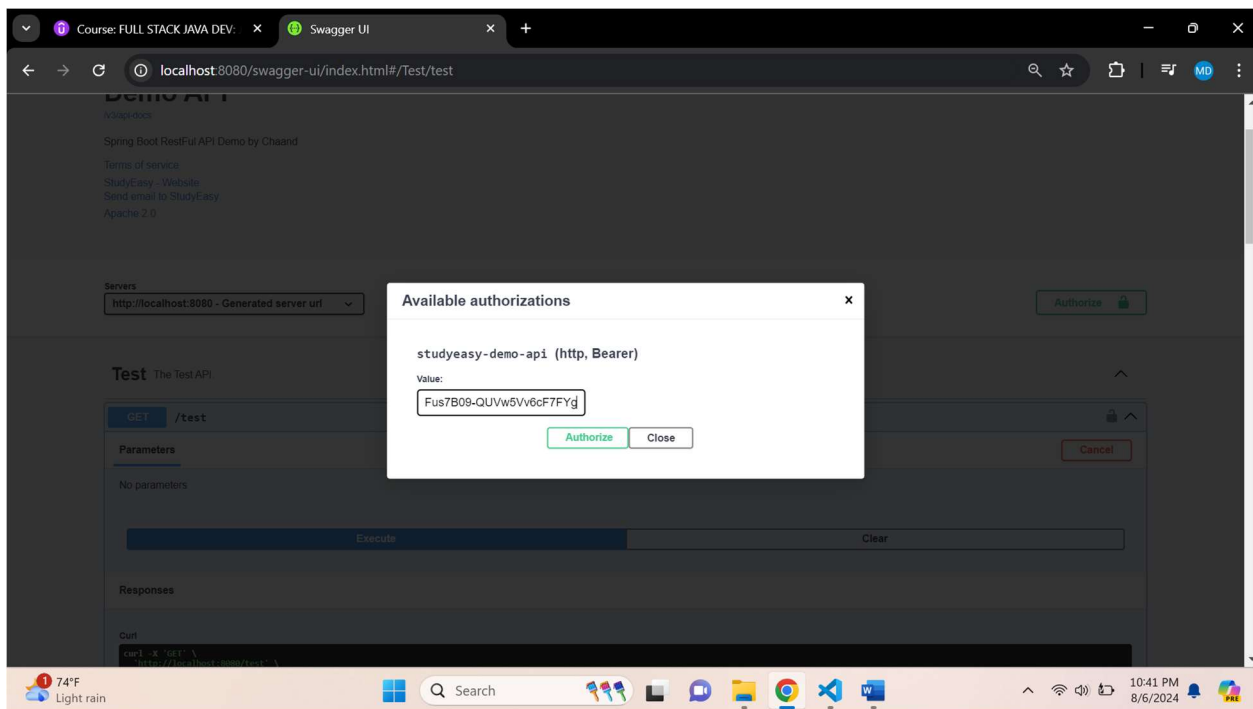 Course: FULL STACK JAVA DEV:
Swagger UI
localhost:8080/swagger-ui/index.html#/Test/test
MD
Demo API
/v3/api-docs
Spring Boot RestFul API Demo by Chaand
Terms of service
StudyEasy - Website
Send email to StudyEasy
Apache 2.0
Servers
http://localhost:8080 - Generated server url
Authorize
Available authorizations
x
studyeasy-demo-api (http, Bearer)
Value:
Fus7B09-QUVw5Vv6cF7FYg
Authorize
Close
Test The Test API
GET /test
Parameters
Cancel
No parameters
Execute
Clear
Responses
Curl
curl -X 'GET' \
'http://localhost:8080/test' \
1
74°F
Light rain
Search
10:41 PM
8/6/2024
PRE